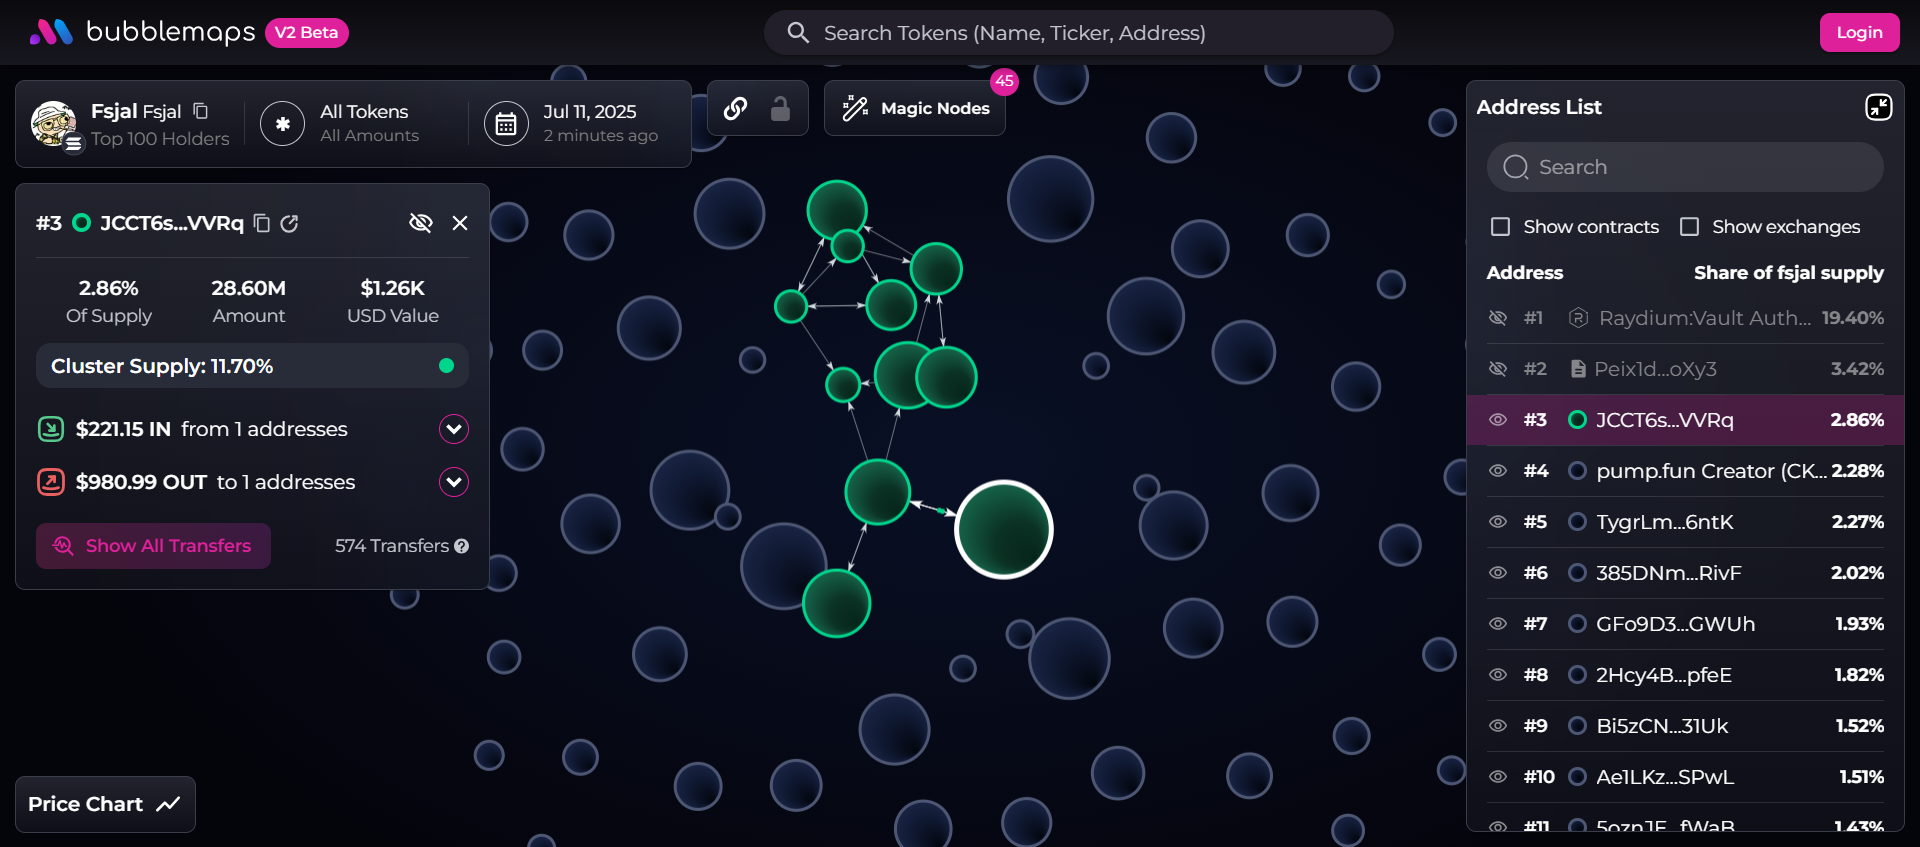 bubblemaps V2 Beta
Search Tokens (Name, Ticker, Address)
Login
Fsjal Fsjal
Top 100 Holders
All Tokens
All Amounts
Jul 11, 2025
2 minutes ago
Magic Nodes
45
#3 JCCT6s...VVRq
2.86%
Of Supply
28.60M
Amount
$1.26K
USD Value
Cluster Supply: 11.70%
$221.15 IN from 1 addresses
$980.99 OUT to 1 addresses
Show All Transfers
574 Transfers ?
Price Chart
Address List
Search
Show contracts
Show exchanges
Address Share of fsjal supply
#1 Raydium:Vault Auth... 19.40%
#2 Peix1d...oXy3 3.42%
#3 JCCT6s...VVRq 2.86%
#4 pump.fun Creator (CK... 2.28%
#5 TygrLm...6ntK 2.27%
#6 385DNm...RivF 2.02%
#7 GFo9D3...GWUh 1.93%
#8 2Hcy4B...pfeE 1.82%
#9 Bi5zCN...31Uk 1.52%
#10 Ae1LKz...SPwL 1.51%
#11 1.43%